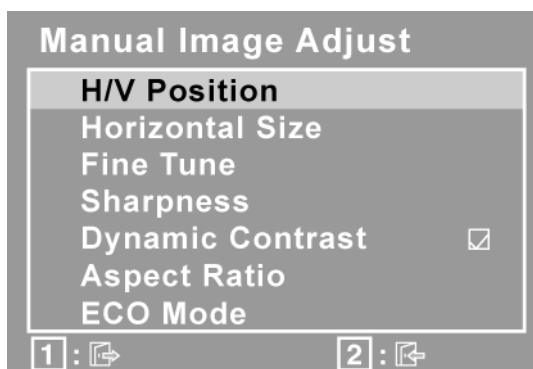 Manual Image Adjust
H/V Position
Horizontal Size
Fine Tune
Sharpness
Dynamic Contrast
Aspect Ratio
ECO Mode
1 : 2 :